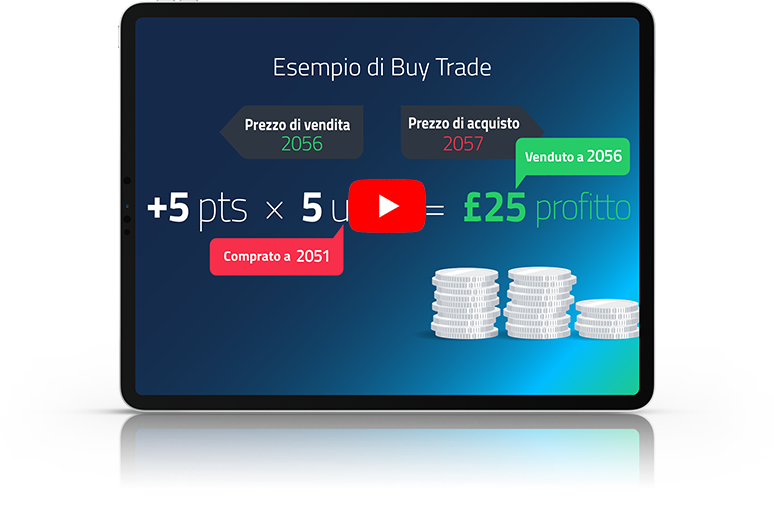 Esempio di Buy Trade
Prezzo di vendita
2056
Prezzo di acquisto
2057
Venduto a 2056
+5 pts × 5 = £25 profitto
Comprato a 2051